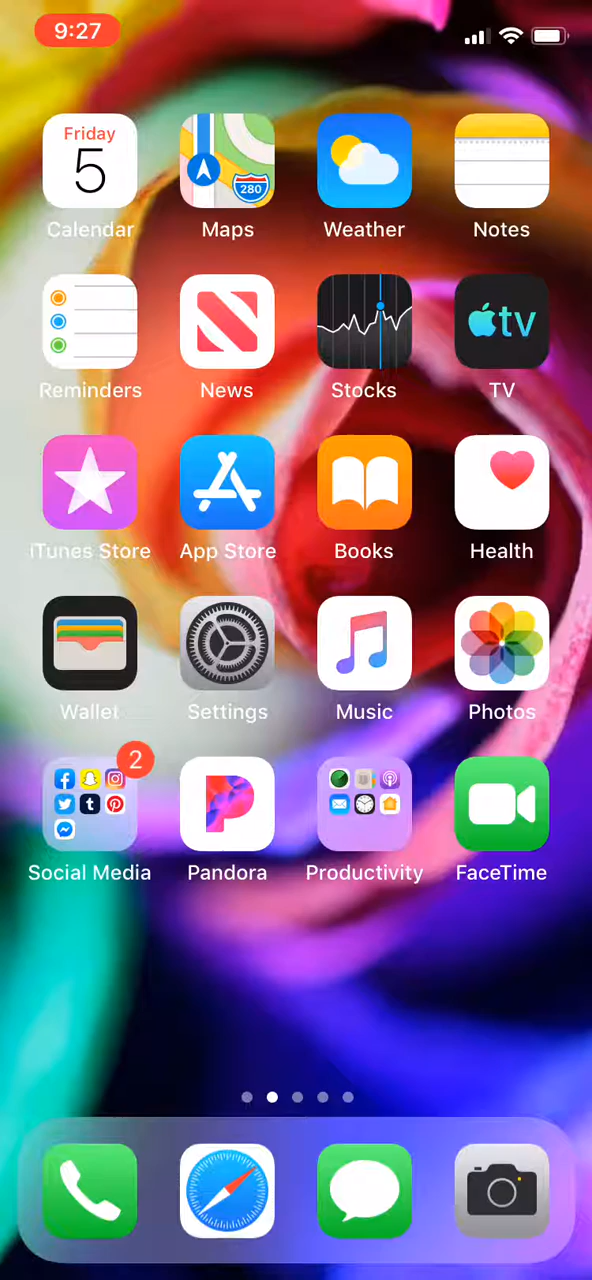 9:27
Friday
5
280
Calendar
Maps
Weather
Notes
tv
Reminders
News
Stocks
TV
iTunes Store
App Store
Books
Health
Wallet
Settings
Music
Photos
2
Social Media
Pandora
Productivity
FaceTime